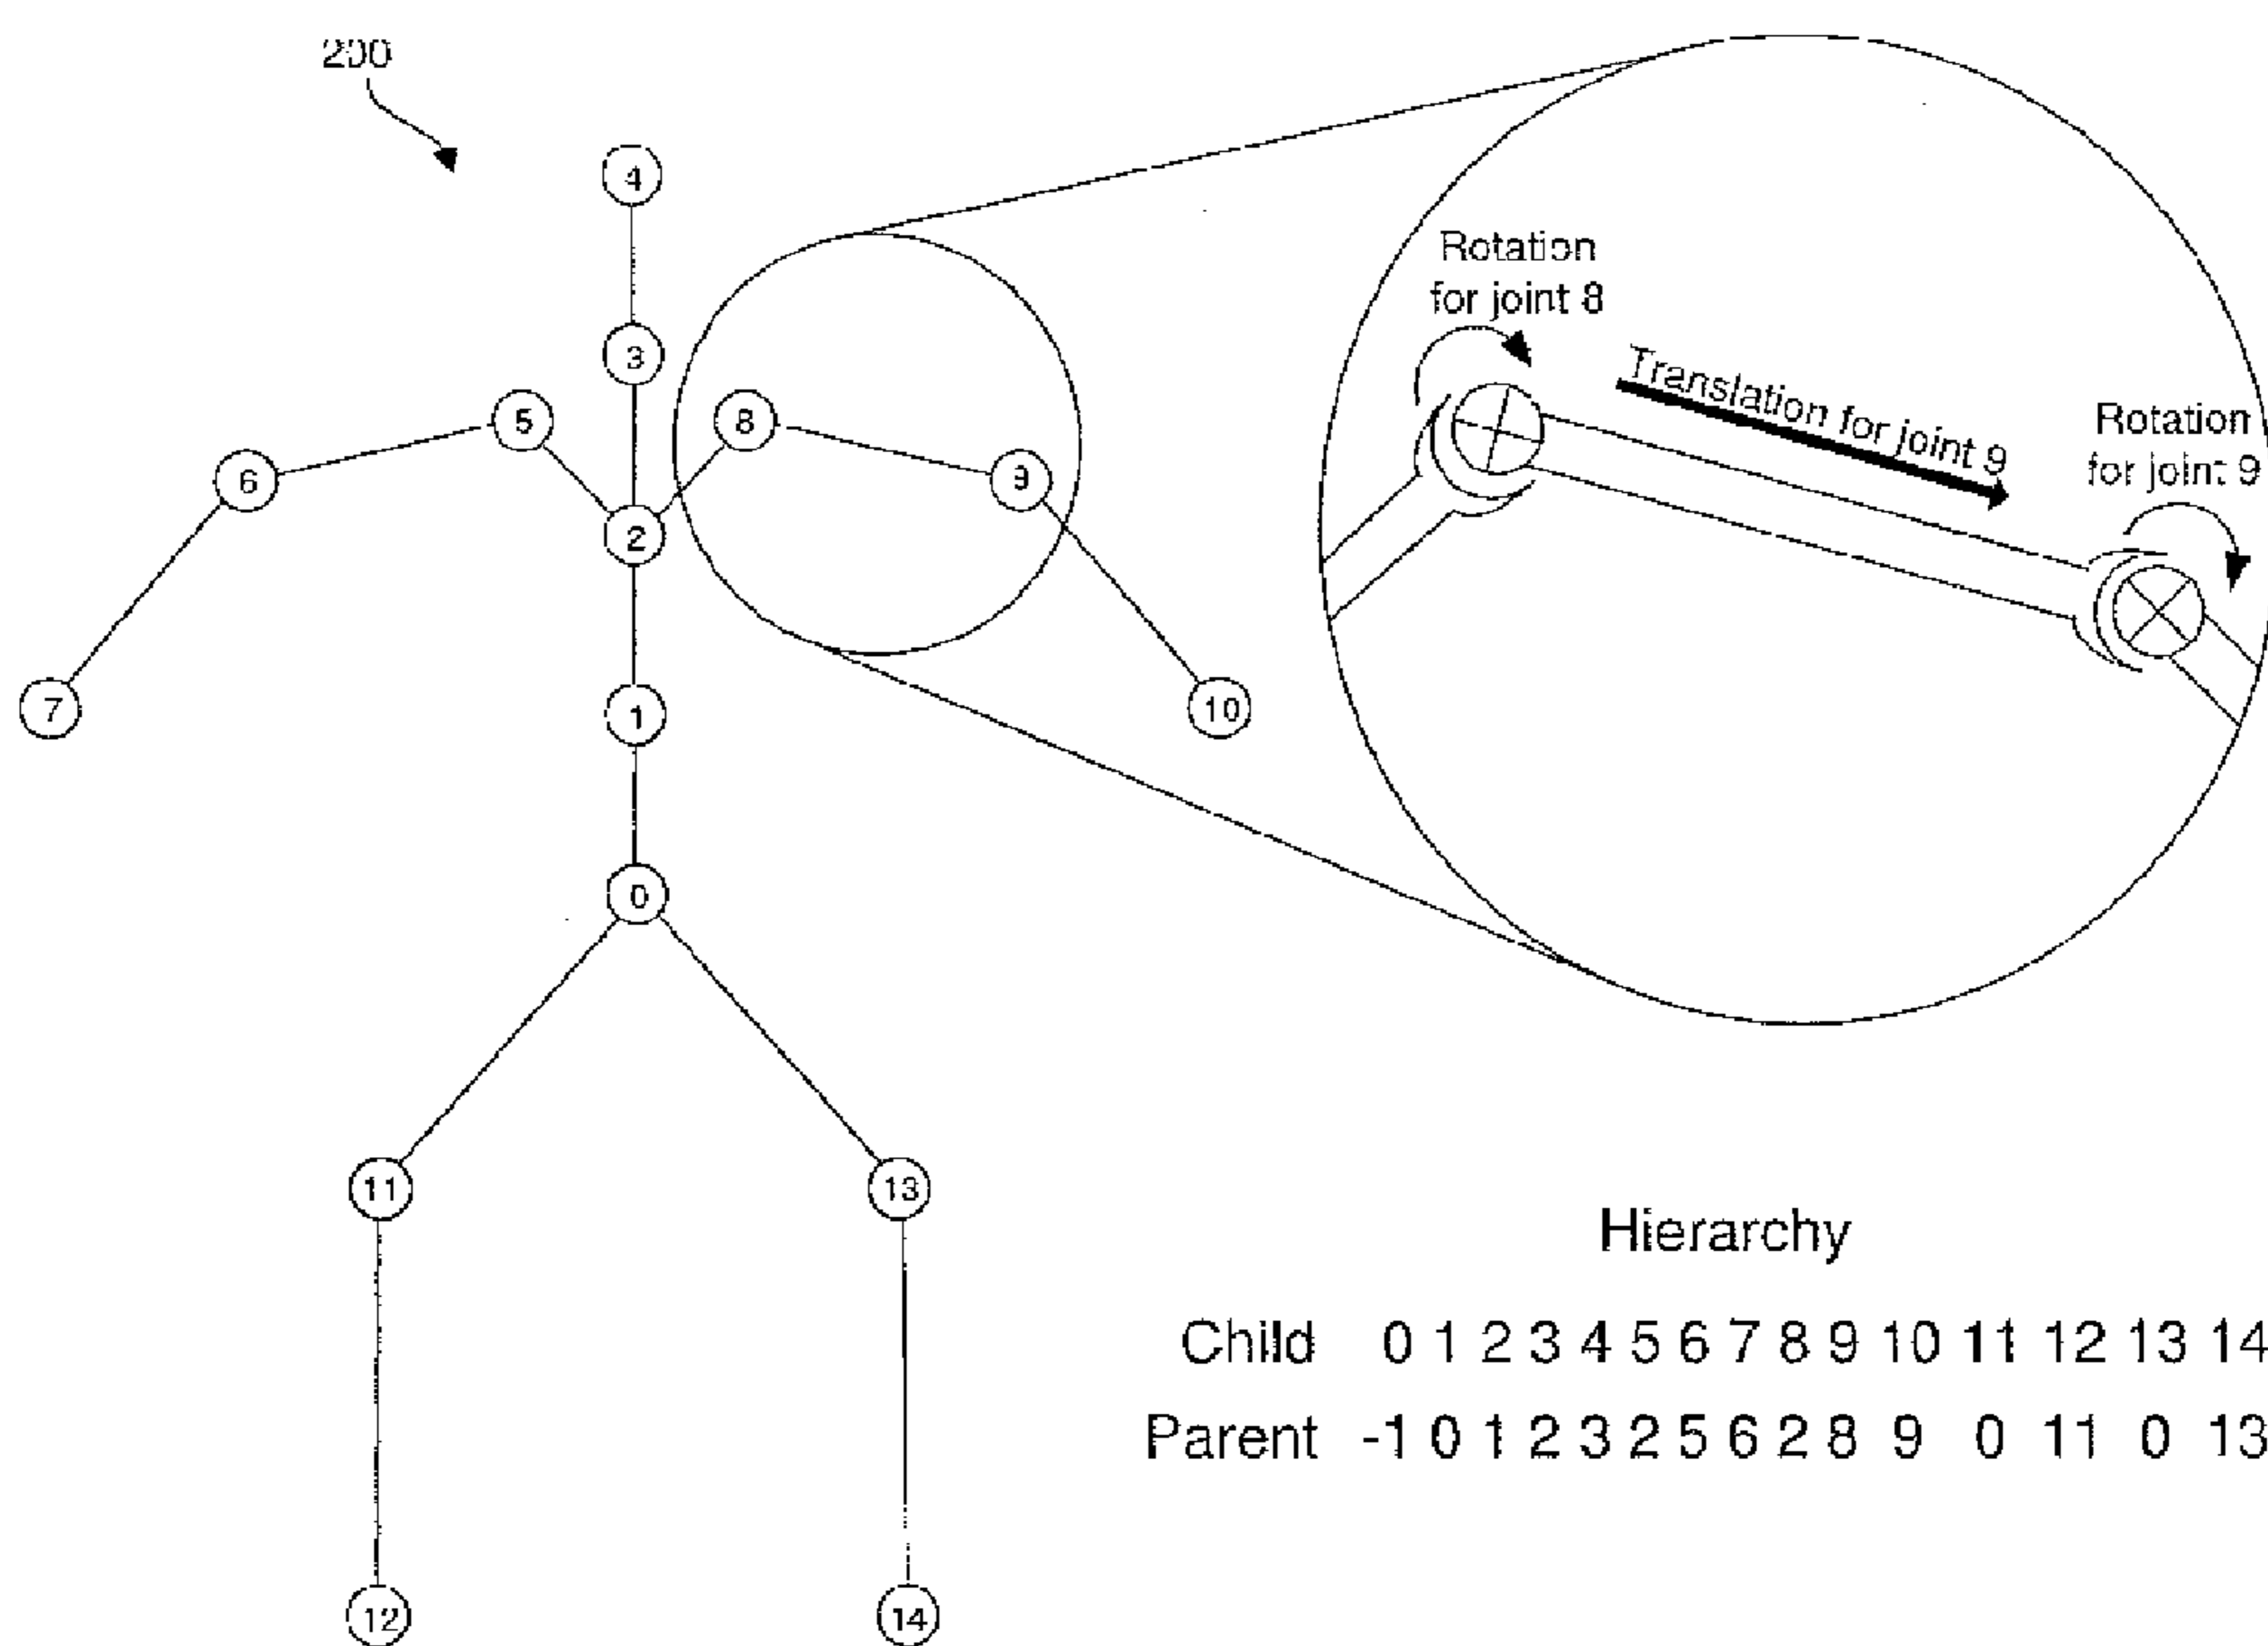 200
4
3
5
8
6
9
2
7
1
10
0
11
13
12
14
Rotation
for joint 8
Translation for joint 9
Rotation
for joint 9
Hierarchy
Child 0 1 2 3 4 5 6 7 8 9 10 11 12 13 14
Parent -1 0 1 2 3 2 5 6 2 8 9 0 11 0 13